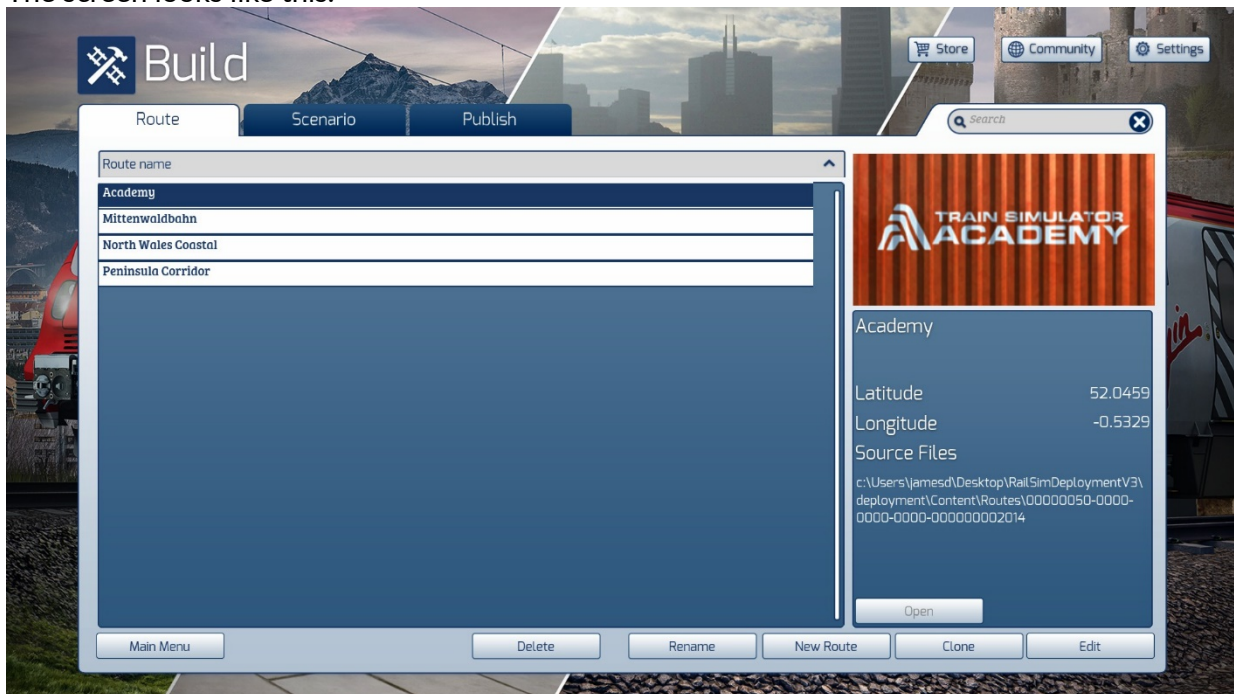 The screen looks like this:
Build
Store
Community
Settings
Route
Scenario
Publish
Search
Route name
Academy
Mittenwaldbahn
North Wales Coastal
Peninsula Corridor
TRAIN SIMULATOR
ACADEMY
Academy
Latitude 52.0459
Longitude -0.5329
Source Files
c:\Users\jamesd\Desktop\RailSimDeploymentV3\
deployment\Content\Routes\00000050-0000-
0000-0000-000000002014
Open
Main Menu
Delete
Rename
New Route
Clone
Edit